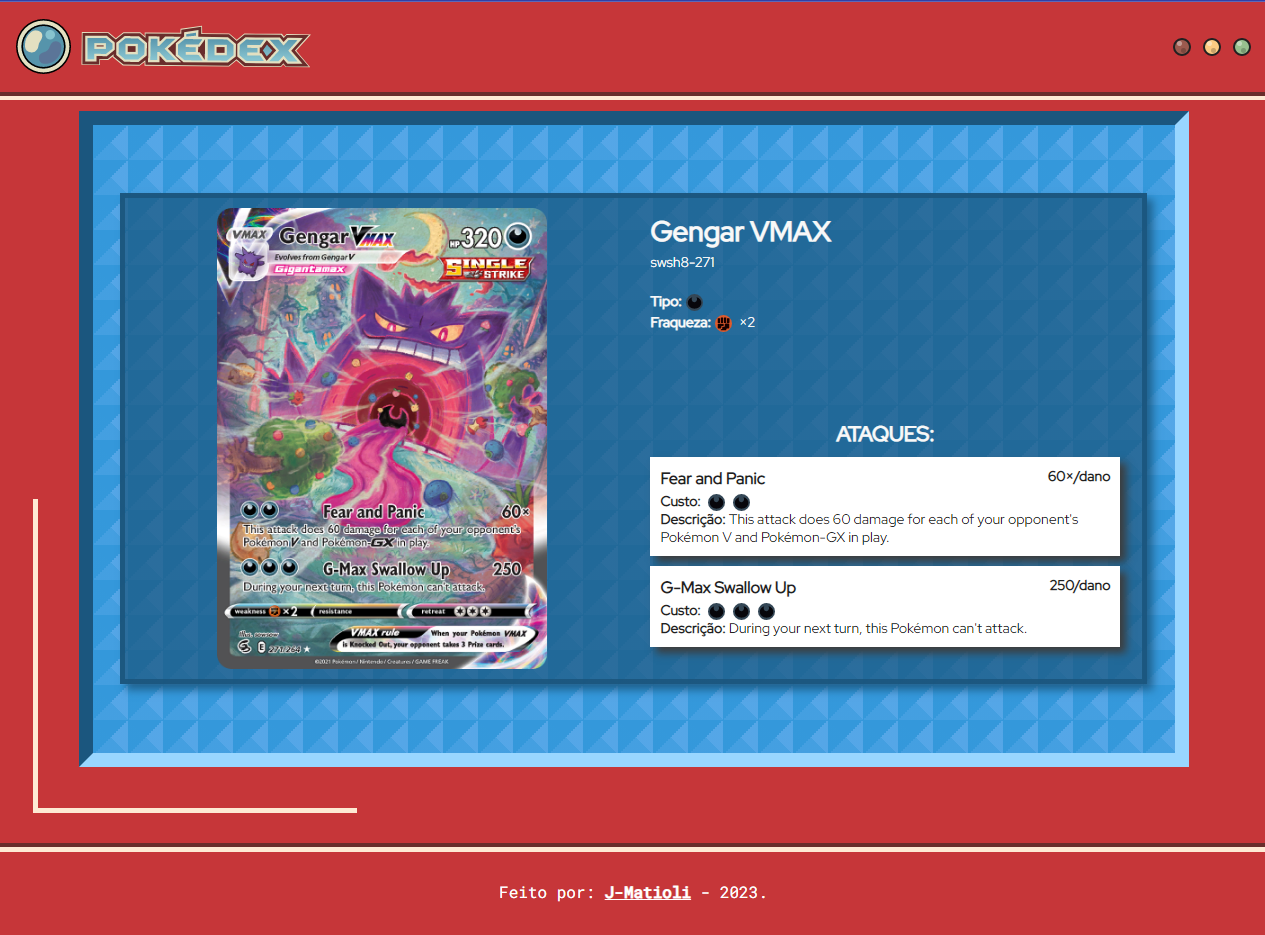 POKÉDEX
VMAX
Gengar VMAX
HP 320
Evolves from Gengar V
Gigantamax
SINGLE
STRIKE
Fear and Panic 60×
This attack does 60 damage for each of your opponent's
Pokémon V and Pokémon-GX in play.
G-Max Swallow Up 250
During your next turn, this Pokémon can't attack.
weakness ×2 resistance retreat
VMAX rule When your Pokémon VMAX
is Knocked Out, your opponent takes 3 Prize cards.
E 271/264 ★
©2021 Pokémon / Nintendo / Creatures / GAME FREAK
Gengar VMAX
swsh8-271
Tipo:
Fraqueza: ×2
ATAQUES:
Fear and Panic 60×/dano
Custo:
Descrição: This attack does 60 damage for each of your opponent's
Pokémon V and Pokémon-GX in play.
G-Max Swallow Up 250/dano
Custo:
Descrição: During your next turn, this Pokémon can't attack.
Feito por: J-Matioli - 2023.